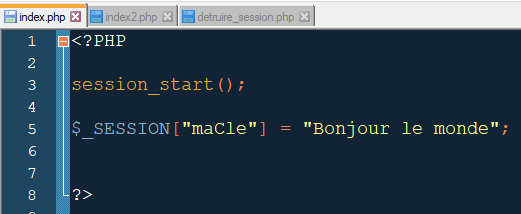 index.php index2.php detruire_session.php
1 <?PHP
2
3 session_start();
4
5 $_SESSION["maCle"] = "Bonjour le monde";
6
7
8 ?>